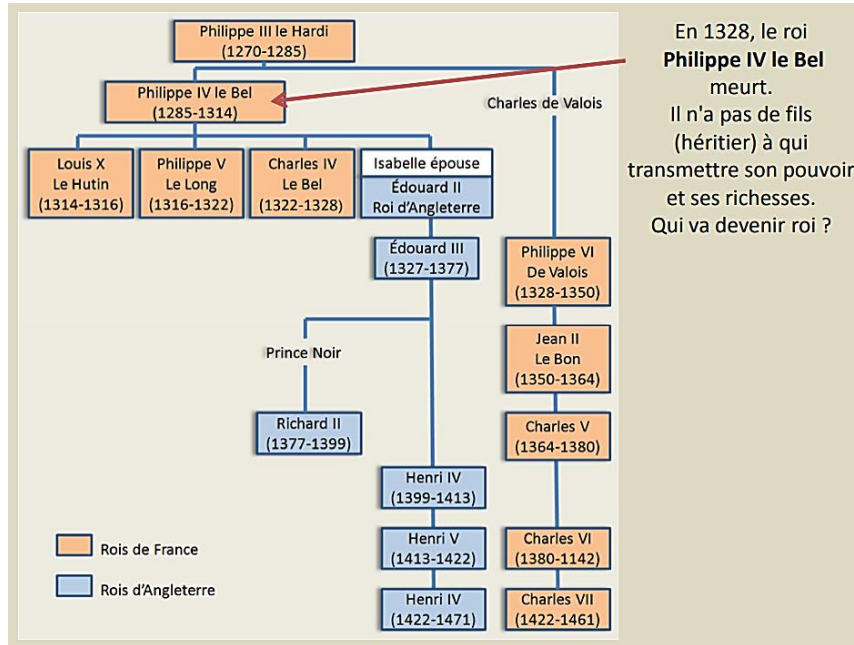 Philippe III le Hardi
(1270-1285)
Philippe IV le Bel
(1285-1314)
Charles de Valois
Louis X
Le Hutin
(1314-1316)
Philippe V
Le Long
(1316-1322)
Charles IV
Le Bel
(1322-1328)
Isabelle épouse
Édouard II
Roi d'Angleterre
Édouard III
(1327-1377)
Philippe VI
De Valois
(1328-1350)
Prince Noir
Jean II
Le Bon
(1350-1364)
Richard II
(1377-1399)
Charles V
(1364-1380)
Henri IV
(1399-1413)
Henri V
(1413-1422)
Charles VI
(1380-1142)
Henri IV
(1422-1471)
Charles VII
(1422-1461)
Rois de France
Rois d'Angleterre
En 1328, le roi
Philippe IV le Bel
meurt.
Il n'a pas de fils
(héritier) à qui
transmettre son pouvoir
et ses richesses.
Qui va devenir roi ?